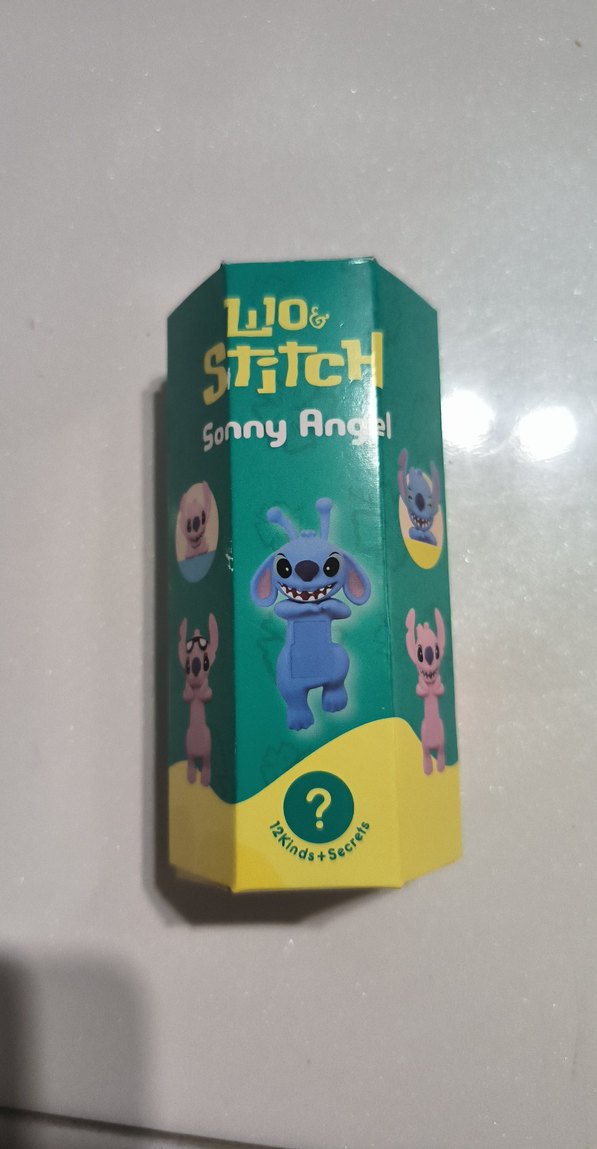 Lilo &
Stitch
Sonny Angel
?
12Kinds+Secrets